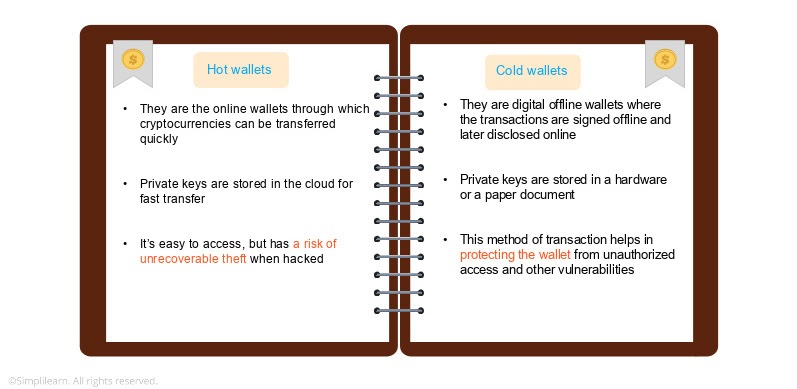 Hot wallets
• They are the online wallets through which
cryptocurrencies can be transferred
quickly
• Private keys are stored in the cloud for
fast transfer
• It’s easy to access, but has a risk of
unrecoverable theft when hacked
Cold wallets
• They are digital offline wallets where
the transactions are signed offline and
later disclosed online
• Private keys are stored in a hardware
or a paper document
• This method of transaction helps in
protecting the wallet from unauthorized
access and other vulnerabilities
$
$
©Simplilearn. All rights reserved.